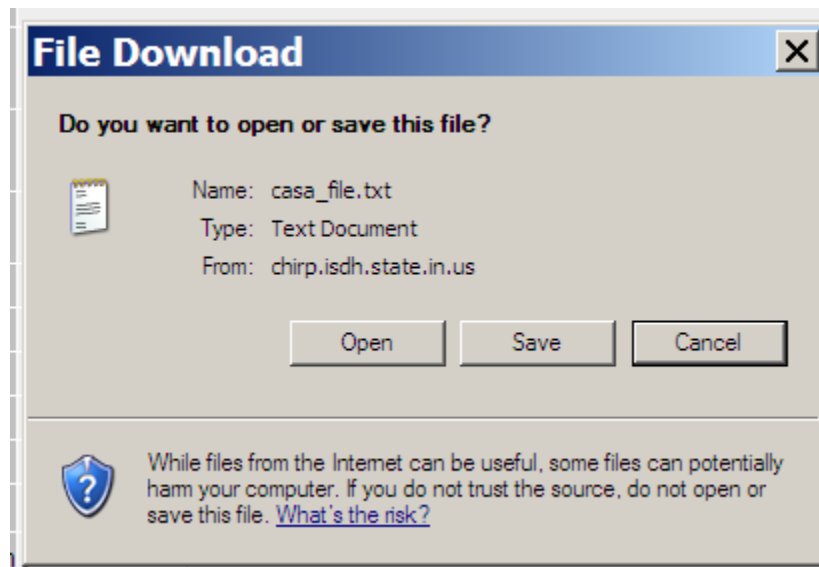 File Download
Do you want to open or save this file?
Name: casa_file.txt
Type: Text Document
From: chirp.isdh.state.in.us
Open Save Cancel
While files from the Internet can be useful, some files can potentially
harm your computer. If you do not trust the source, do not open or
save this file. What's the risk?